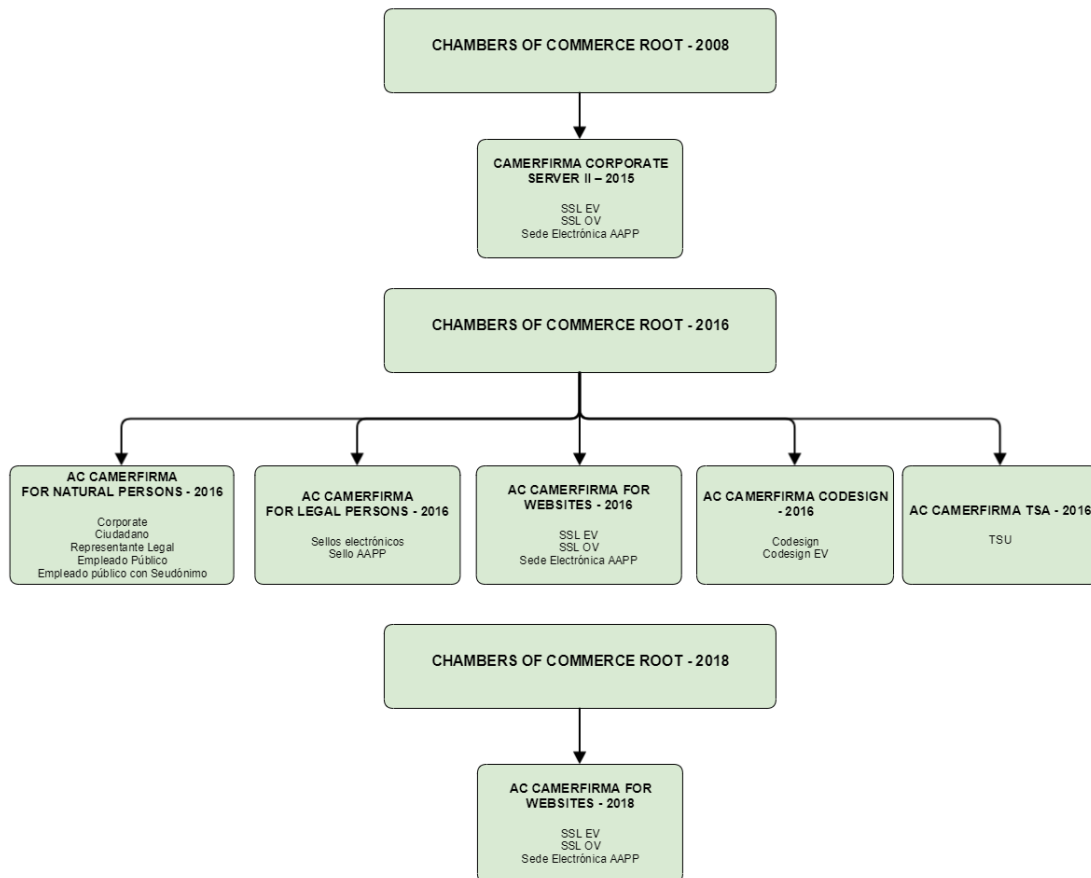 CHAMBERS OF COMMERCE ROOT - 2008
CAMERFIRMA CORPORATE
SERVER II – 2015
SSL EV
SSL OV
Sede Electrónica AAPP
CHAMBERS OF COMMERCE ROOT - 2016
AC CAMERFIRMA
FOR NATURAL PERSONS - 2016
Corporate
Ciudadano
Representante Legal
Empleado Público
Empleado público con Seudónimo
AC CAMERFIRMA
FOR LEGAL PERSONS - 2016
Sellos electrónicos
Sello AAPP
AC CAMERFIRMA FOR
WEBSITES - 2016
SSL EV
SSL OV
Sede Electrónica AAPP
AC CAMERFIRMA CODESIGN
- 2016
Codesign
Codesign EV
AC CAMERFIRMA TSA - 2016
TSU
CHAMBERS OF COMMERCE ROOT - 2018
AC CAMERFIRMA FOR
WEBSITES - 2018
SSL EV
SSL OV
Sede Electrónica AAPP